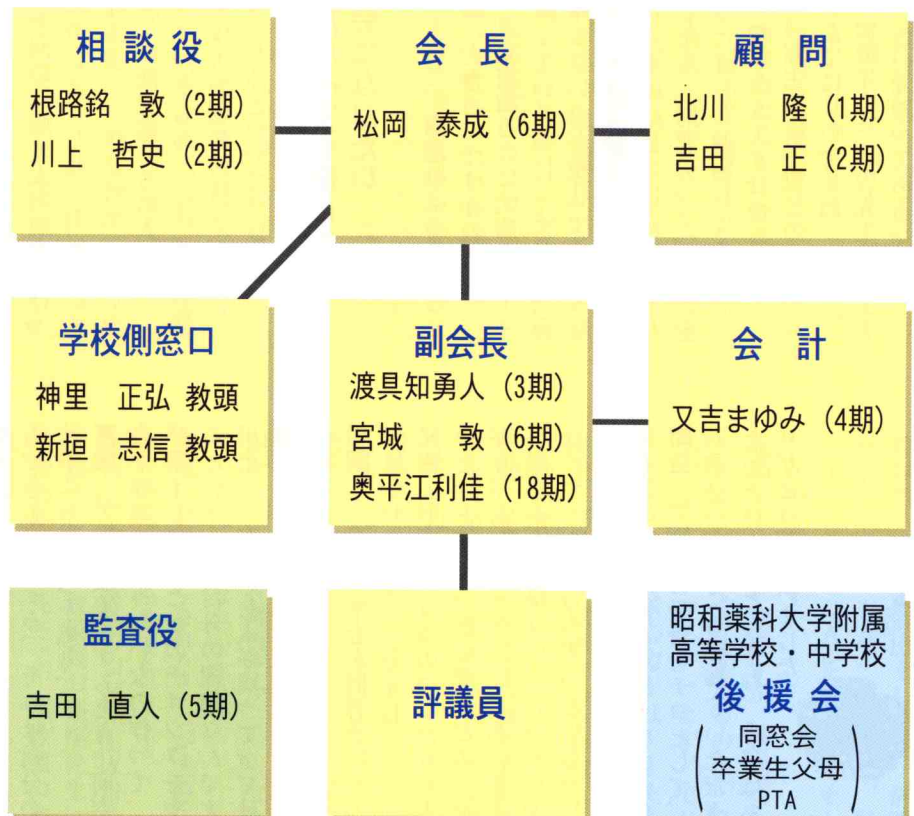 相談役
根路銘　敦（2期）
川上　哲史（2期）
会　長
松岡　泰成（6期）
顧　問
北川　　隆（1期）
吉田　　正（2期）
学校側窓口
神里　正弘 教頭
新垣　志信 教頭
副会長
渡具知勇人（3期）
宮城　　敦（6期）
奥平江利佳（18期）
会　計
又吉まゆみ（4期）
監査役
吉田　直人（5期）
評議員
昭和薬科大学附属
高等学校・中学校
後援会
同窓会
卒業生父母
PTA